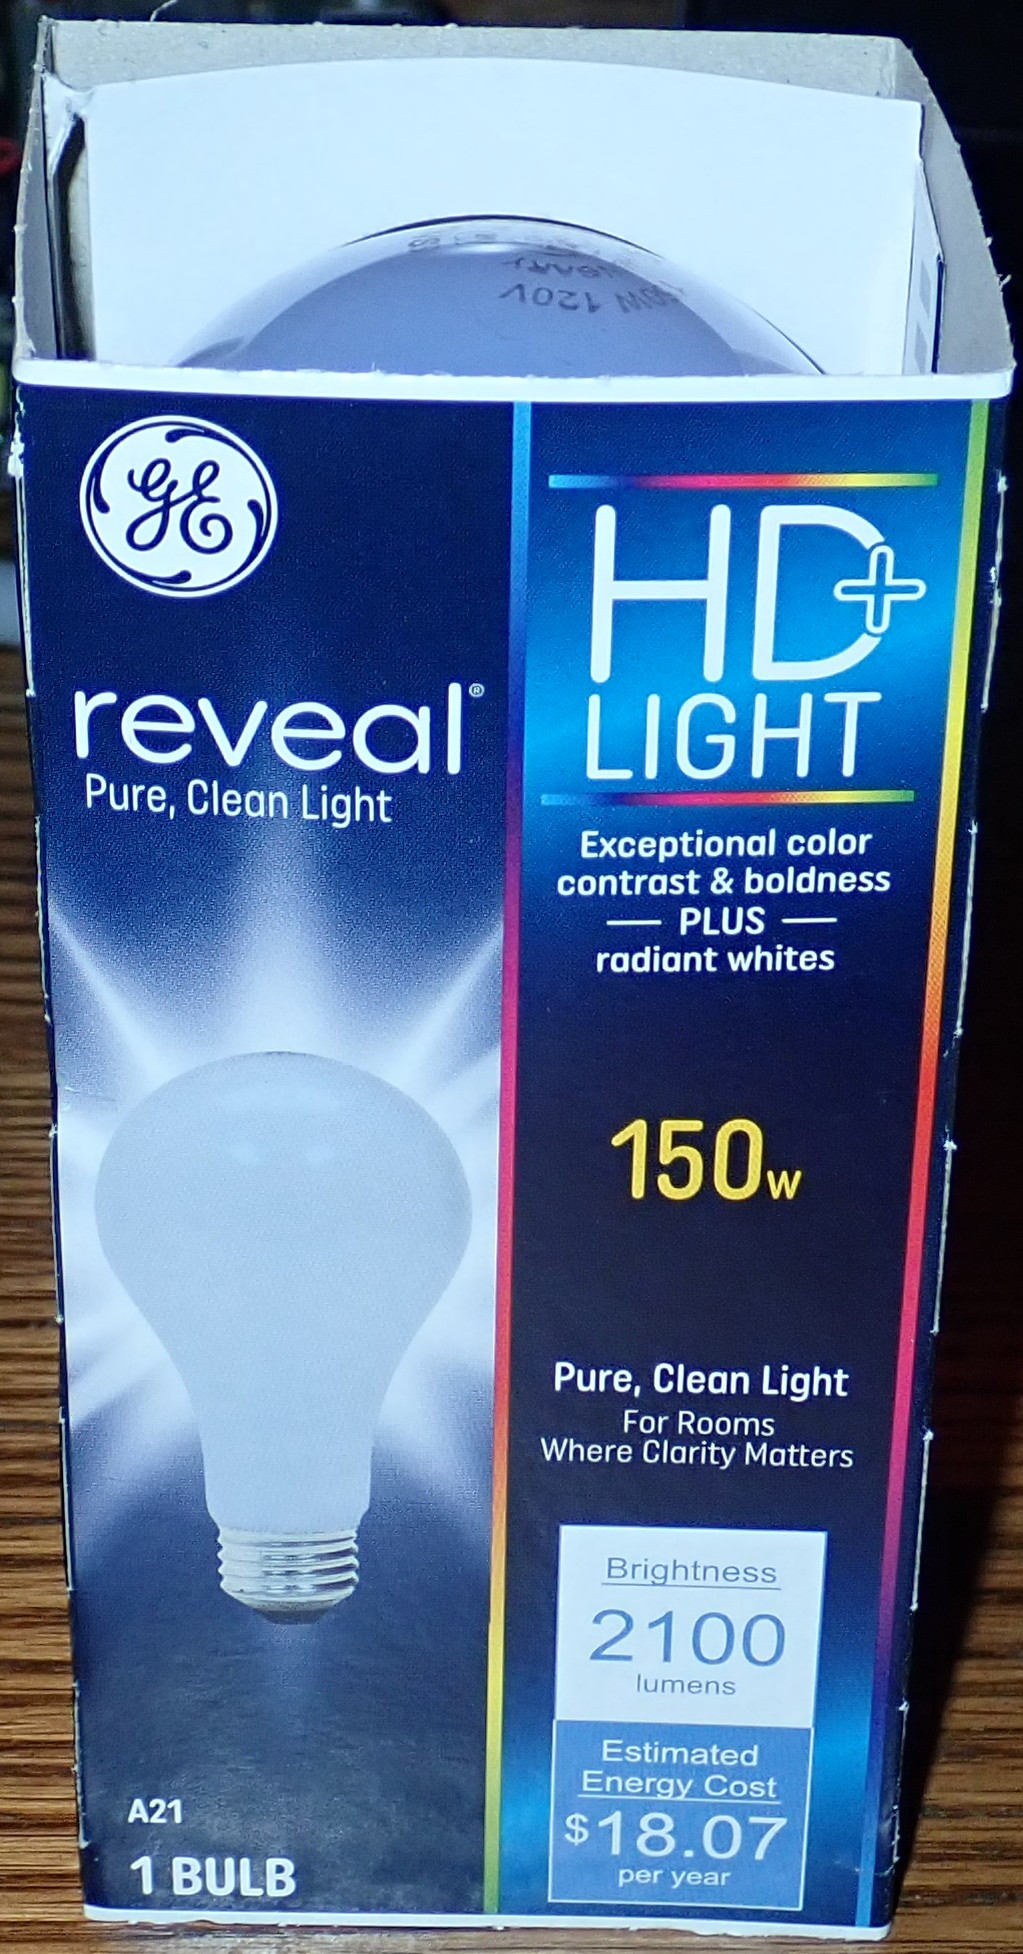 120V
GE
reveal®
Pure, Clean Light
HD+
LIGHT
Exceptional color
contrast & boldness
PLUS
radiant whites
150w
Pure, Clean Light
For Rooms
Where Clarity Matters
Brightness
2100
lumens
Estimated
Energy Cost
$18.07
per year
A21
1 BULB